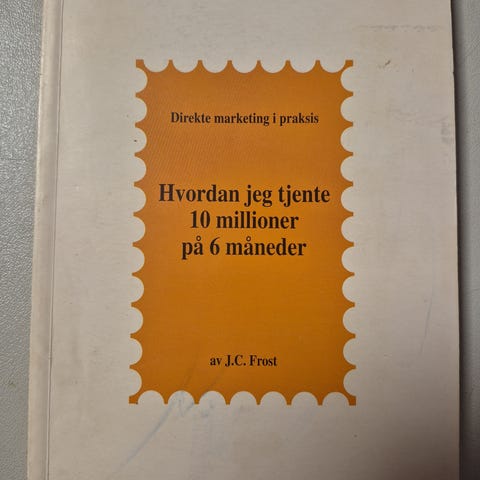 Direkte marketing i praksis
Hvordan jeg tjente
10 millioner
på 6 måneder
av J.C. Frost